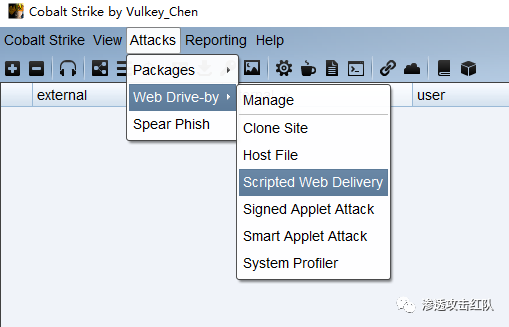 Cobalt Strike by Vulkey_Chen
Cobalt Strike View Attacks Reporting Help
Packages
external
Web Drive-by
user
Manage
Spear Phish
Clone Site
Host File
Scripted Web Delivery
Signed Applet Attack
Smart Applet Attack
System Profiler
渗透攻击红队